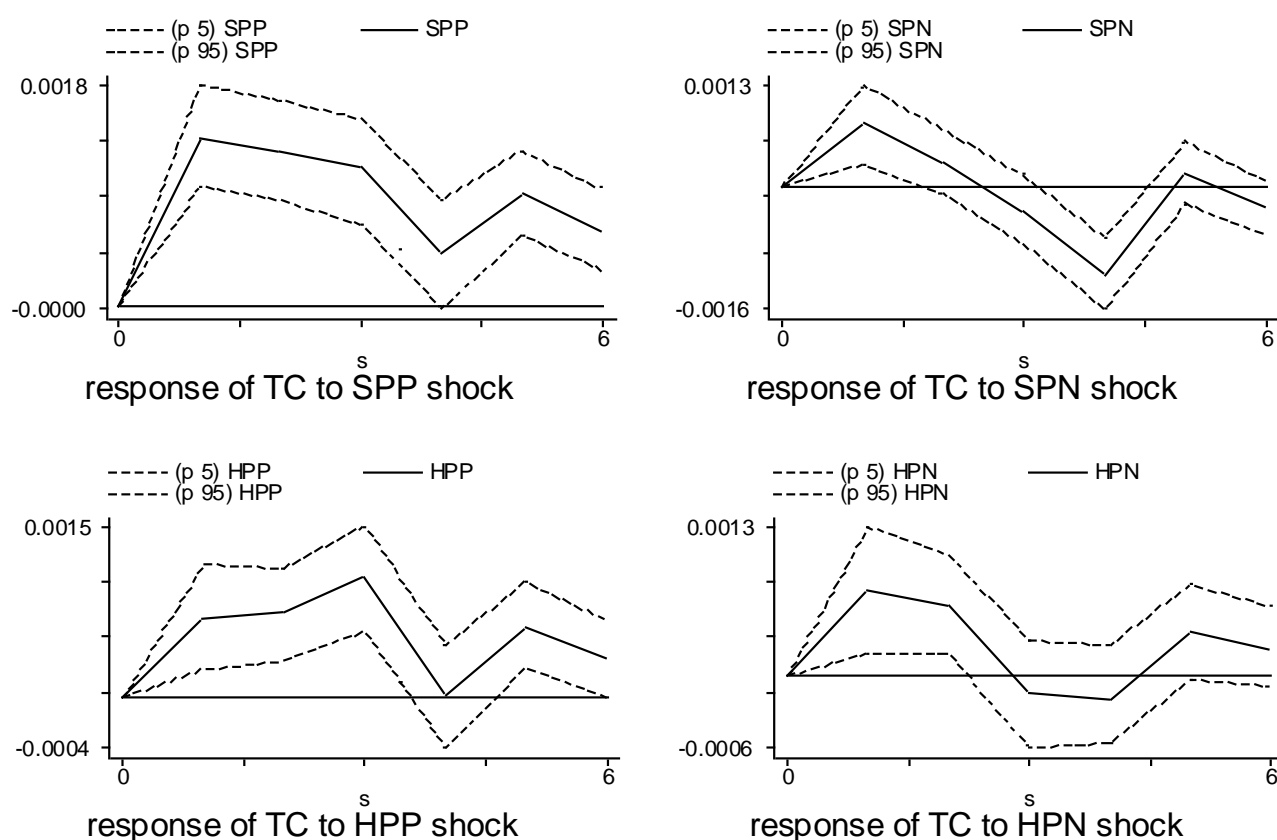 (p 5) SPP SPP
(p 95) SPP
0.0018
-0.0000
0 6
s
response of TC to SPP shock
(p 5) SPN SPN
(p 95) SPN
0.0013
-0.0016
0 6
s
response of TC to SPN shock
(p 5) HPP HPP
(p 95) HPP
0.0015
-0.0004
0 6
s
response of TC to HPP shock
(p 5) HPN HPN
(p 95) HPN
0.0013
-0.0006
0 6
s
response of TC to HPN shock